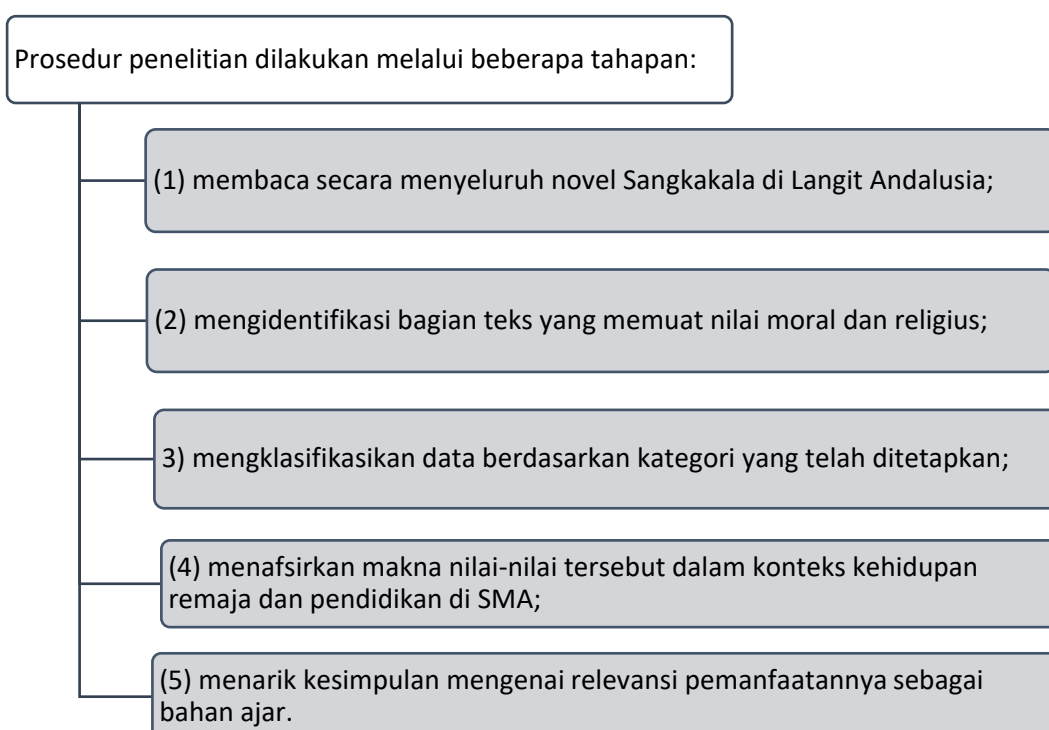 Prosedur penelitian dilakukan melalui beberapa tahapan:
(1) membaca secara menyeluruh novel Sangkakala di Langit Andalusia;
(2) mengidentifikasi bagian teks yang memuat nilai moral dan religius;
3) mengklasifikasikan data berdasarkan kategori yang telah ditetapkan;
(4) menafsirkan makna nilai-nilai tersebut dalam konteks kehidupan
remaja dan pendidikan di SMA;
(5) menarik kesimpulan mengenai relevansi pemanfaatannya sebagai
bahan ajar.